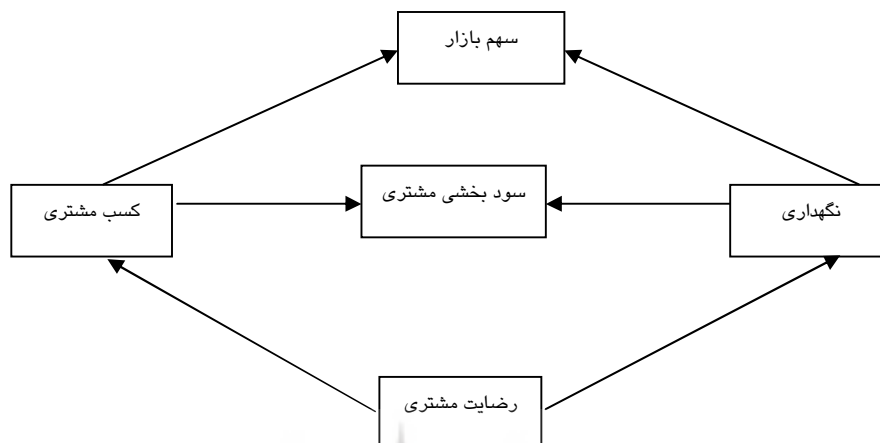 سهم بازار
سود بخشی مشتری
نگهداری
کسب مشتری
رضایت مشتری